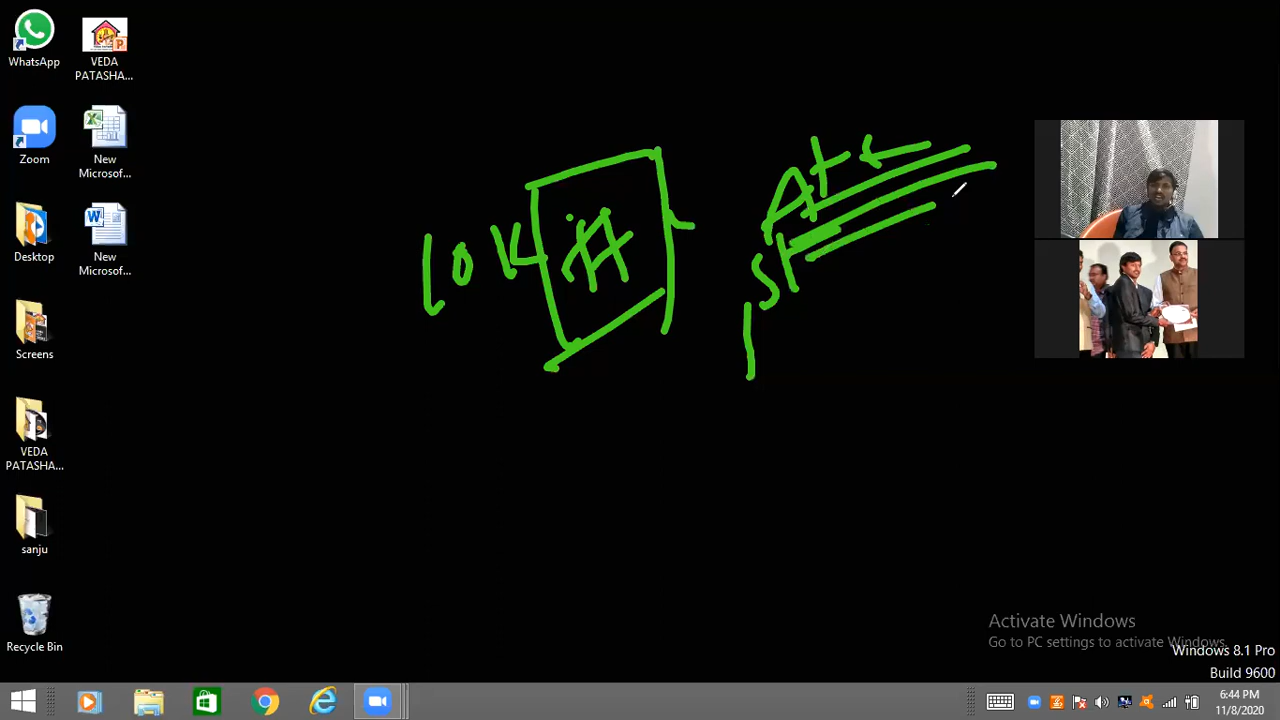 WhatsApp
VEDA
PATASHA...
Zoom
New
Microsof...
Desktop
New
Microsof...
Screens
VEDA
PATASHA...
sanju
Recycle Bin
Activate Windows
Go to PC settings to activate Windows.
Windows 8.1 Pro
Build 9600
6:44 PM
11/8/2020